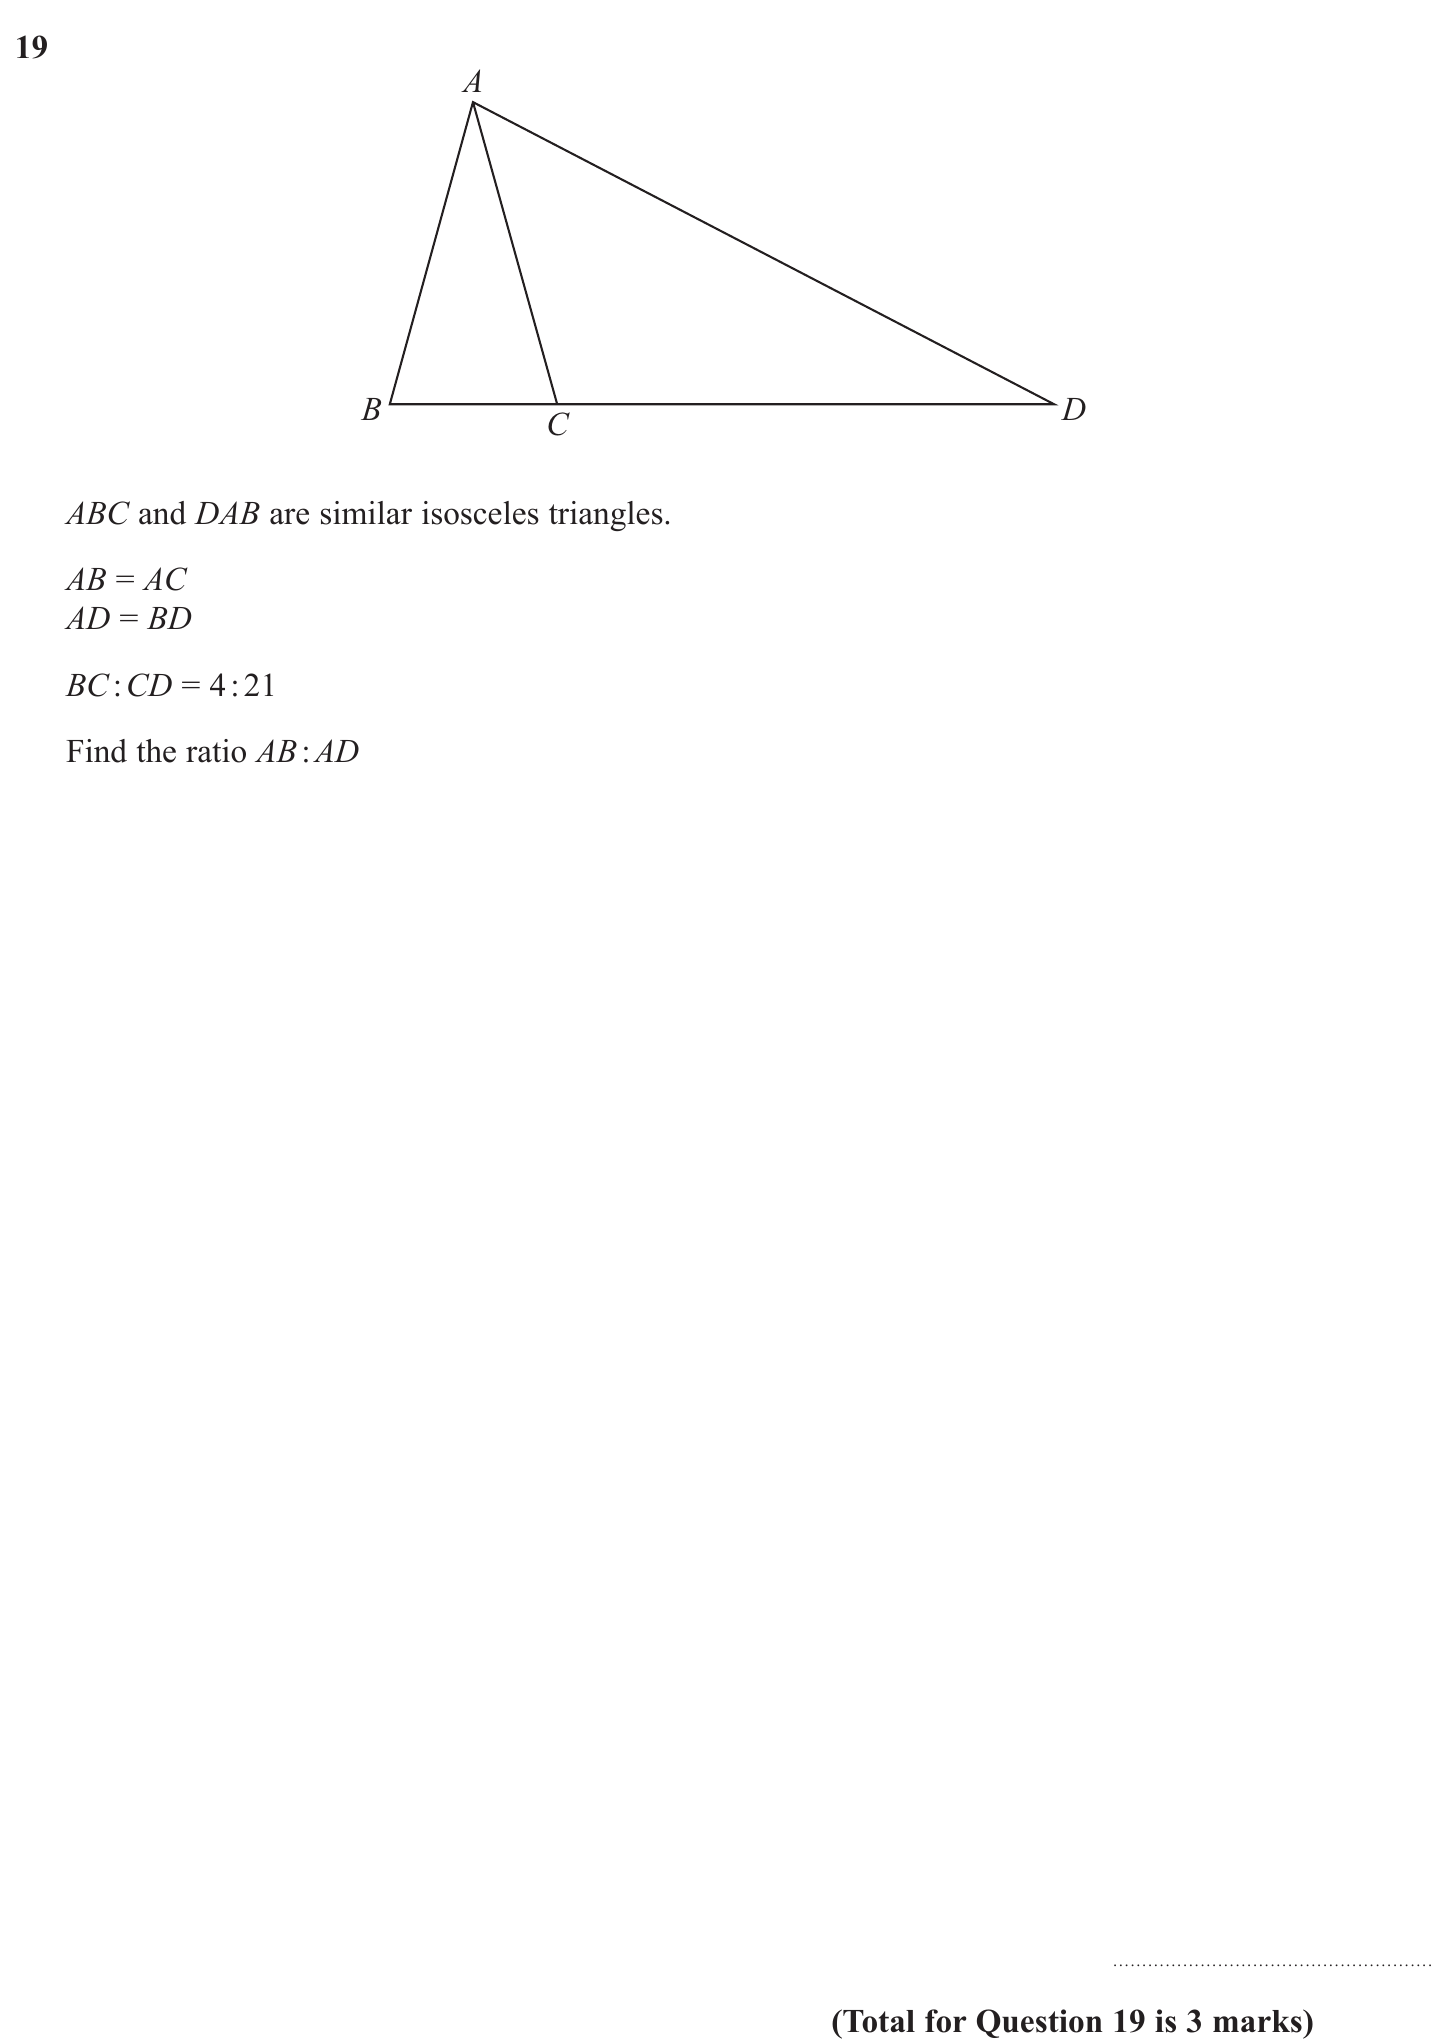 19
A
B
C
D
ABC and DAB are similar isosceles triangles.
AB = AC
AD = BD
BC : CD = 4 : 21
Find the ratio AB : AD
(Total for Question 19 is 3 marks)